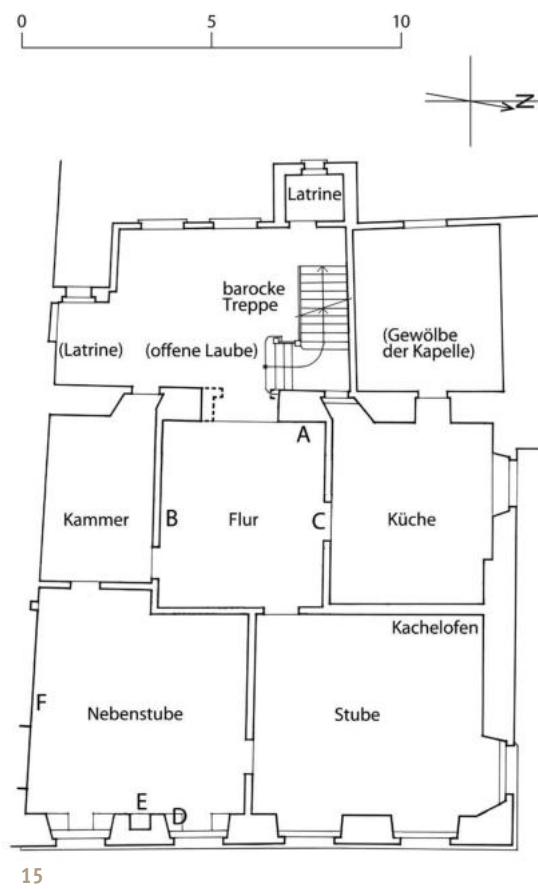 0
5
10
N
Latrine
barocke
Treppe
(Latrine)
(offene Laube)
(Gewölbe
der Kapelle)
A
Kammer
B
Flur
C
Küche
Kachelofen
F
Nebenstube
Stube
E
D
15